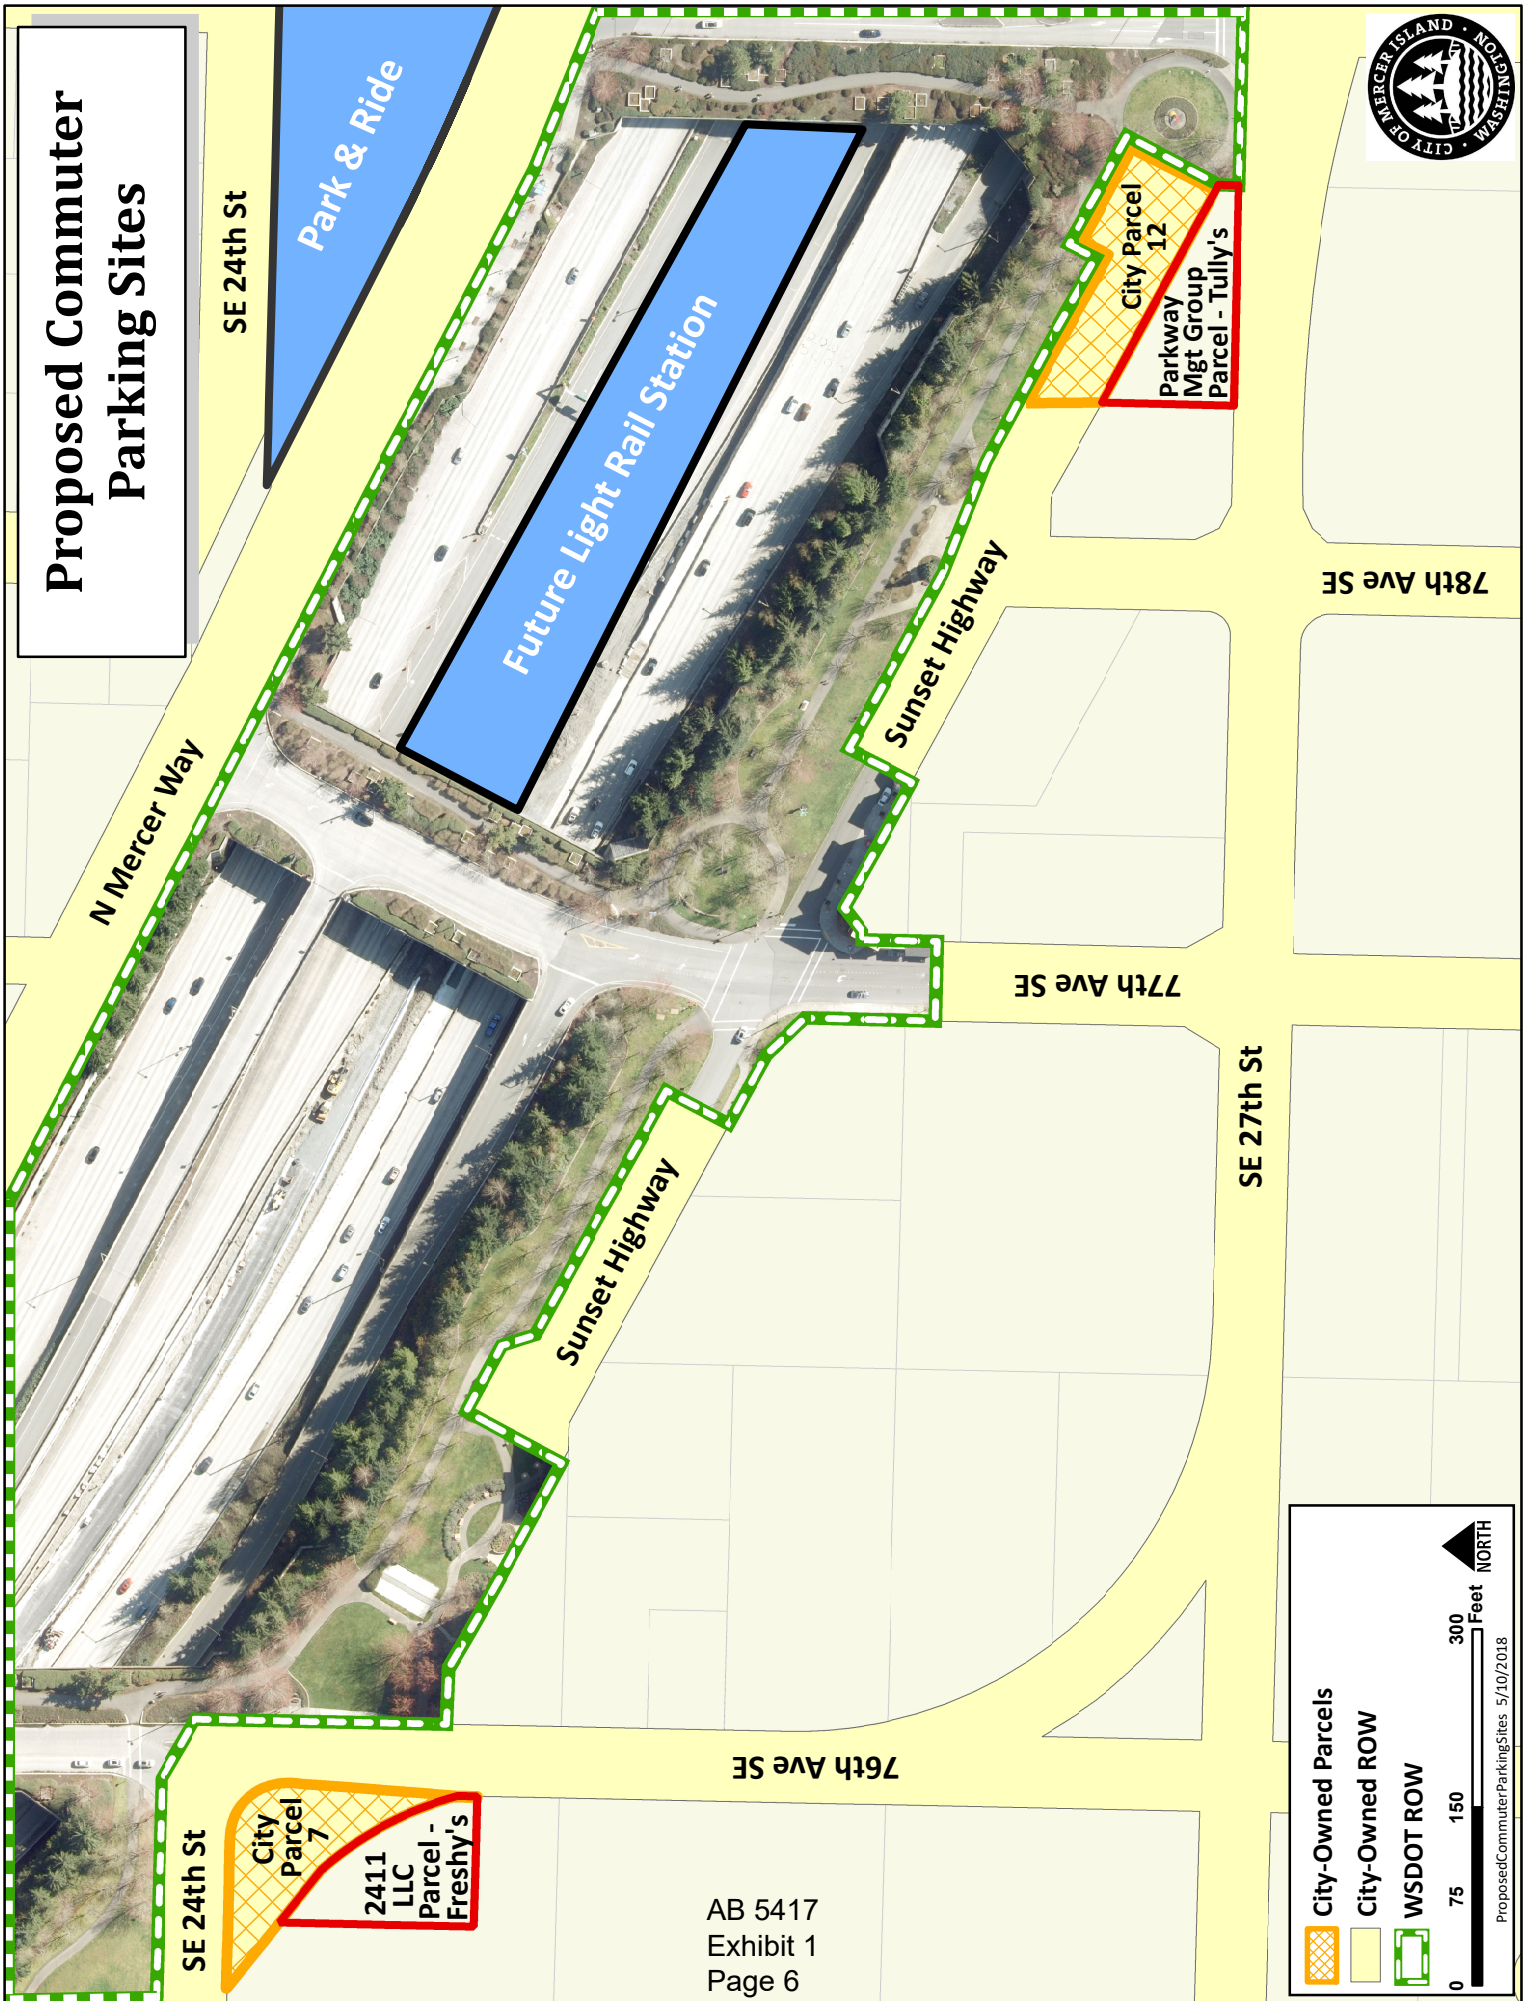 Proposed Commuter
Parking Sites
CITY OF MERCER ISLAND · WASHINGTON ·
SE 24th St
Park & Ride
N Mercer Way
Future Light Rail Station
Sunset Highway
Sunset Highway
City Parcel
12
Parkway
Mgt Group
Parcel - Tully's
78th Ave SE
77th Ave SE
76th Ave SE
SE 27th St
SE 24th St
City
Parcel
7
2411
LLC
Parcel -
Freshy's
City-Owned Parcels
City-Owned ROW
WSDOT ROW
0 75 150 300
Feet
NORTH
ProposedCommuterParkingSites 5/10/2018
AB 5417
Exhibit 1
Page 6